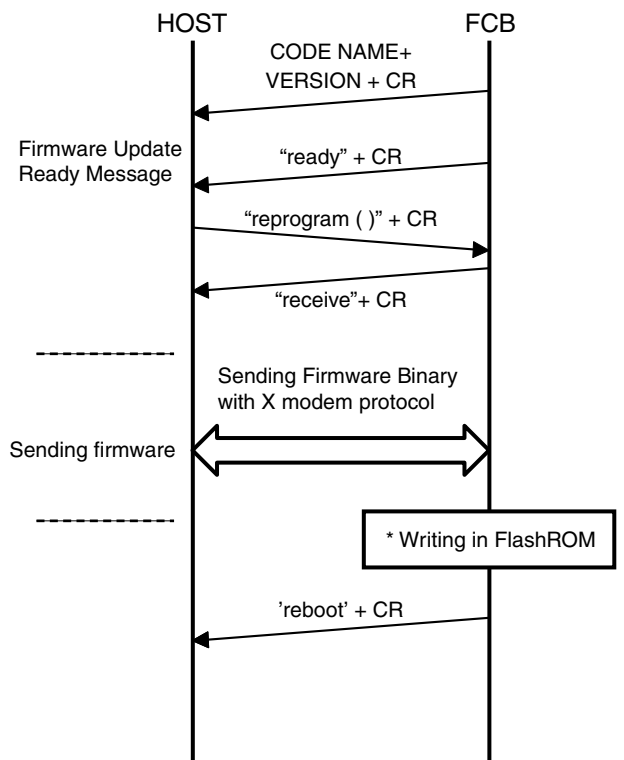 HOST
FCB
CODE NAME+
VERSION + CR
Firmware Update
Ready Message
“ready” + CR
“reprogram ( )” + CR
“receive”+ CR
Sending Firmware Binary
with X modem protocol
Sending firmware
* Writing in FlashROM
’reboot’ + CR